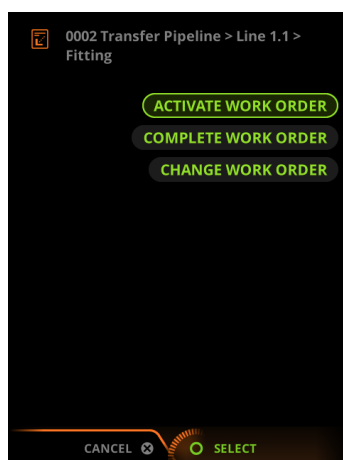 0002 Transfer Pipeline > Line 1.1 >
Fitting
ACTIVATE WORK ORDER
COMPLETE WORK ORDER
CHANGE WORK ORDER
CANCEL SELECT